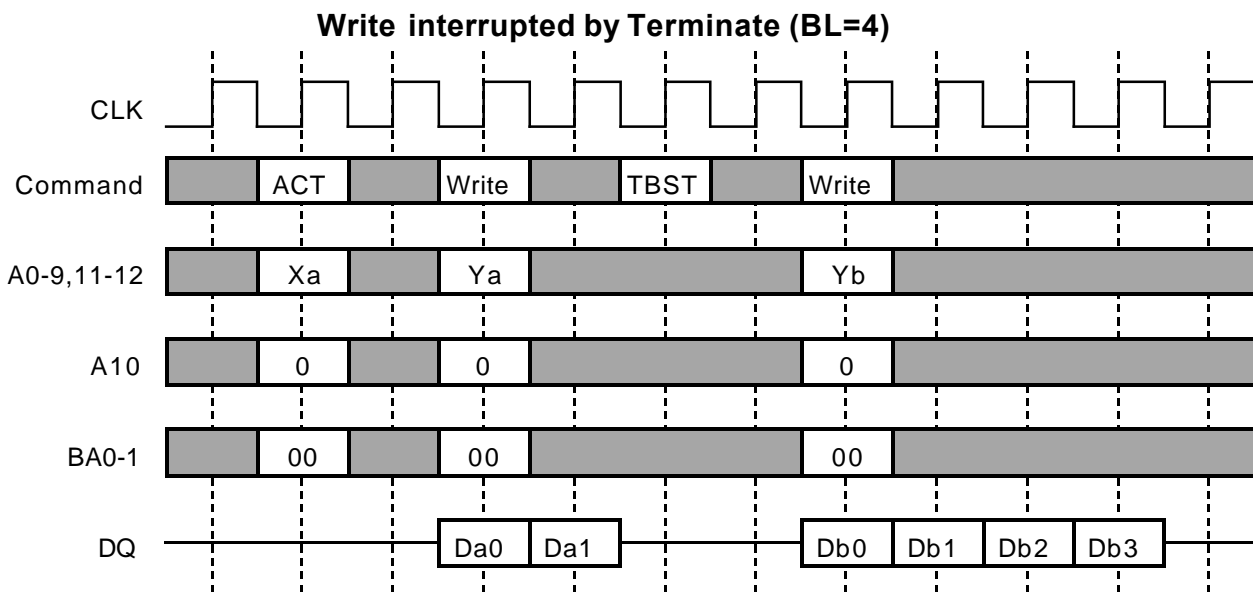 Write interrupted by Terminate (BL=4)
CLK
Command ACT Write TBST Write
A0-9,11-12 Xa Ya Yb
A10 0 0 0
BA0-1 00 00 00
DQ Da0 Da1 Db0 Db1 Db2 Db3